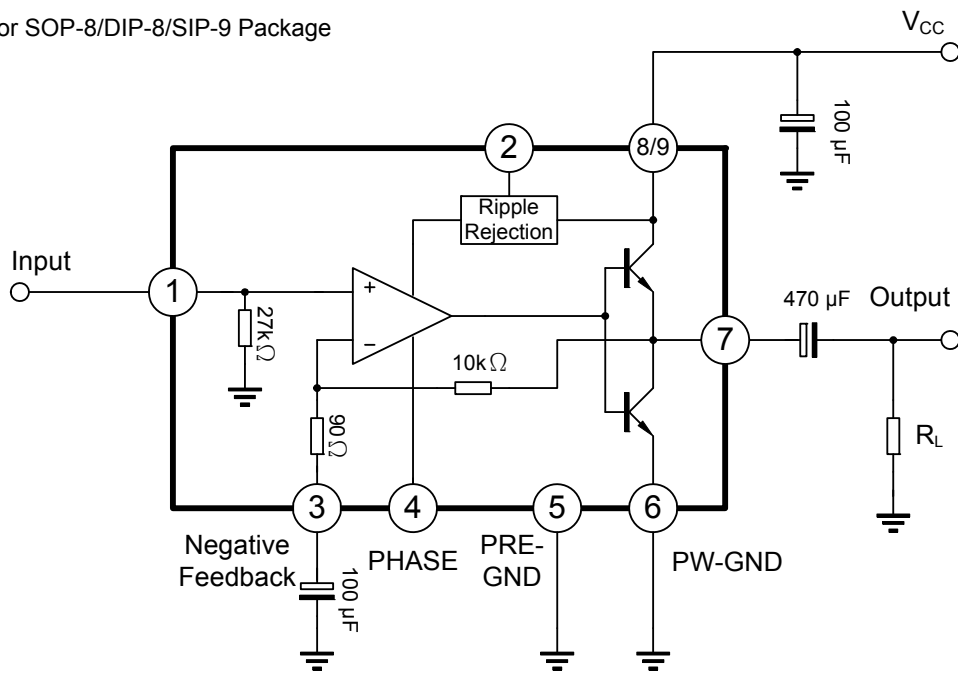 or SOP-8/DIP-8/SIP-9 Package
VCC
100 µF
2
8/9
Ripple
Rejection
Input
1
+
27kΩ
−
470 µF
Output
7
10kΩ
90Ω
RL
3
4
5
6
Negative
Feedback
PHASE
PRE-
GND
PW-GND
100 µF